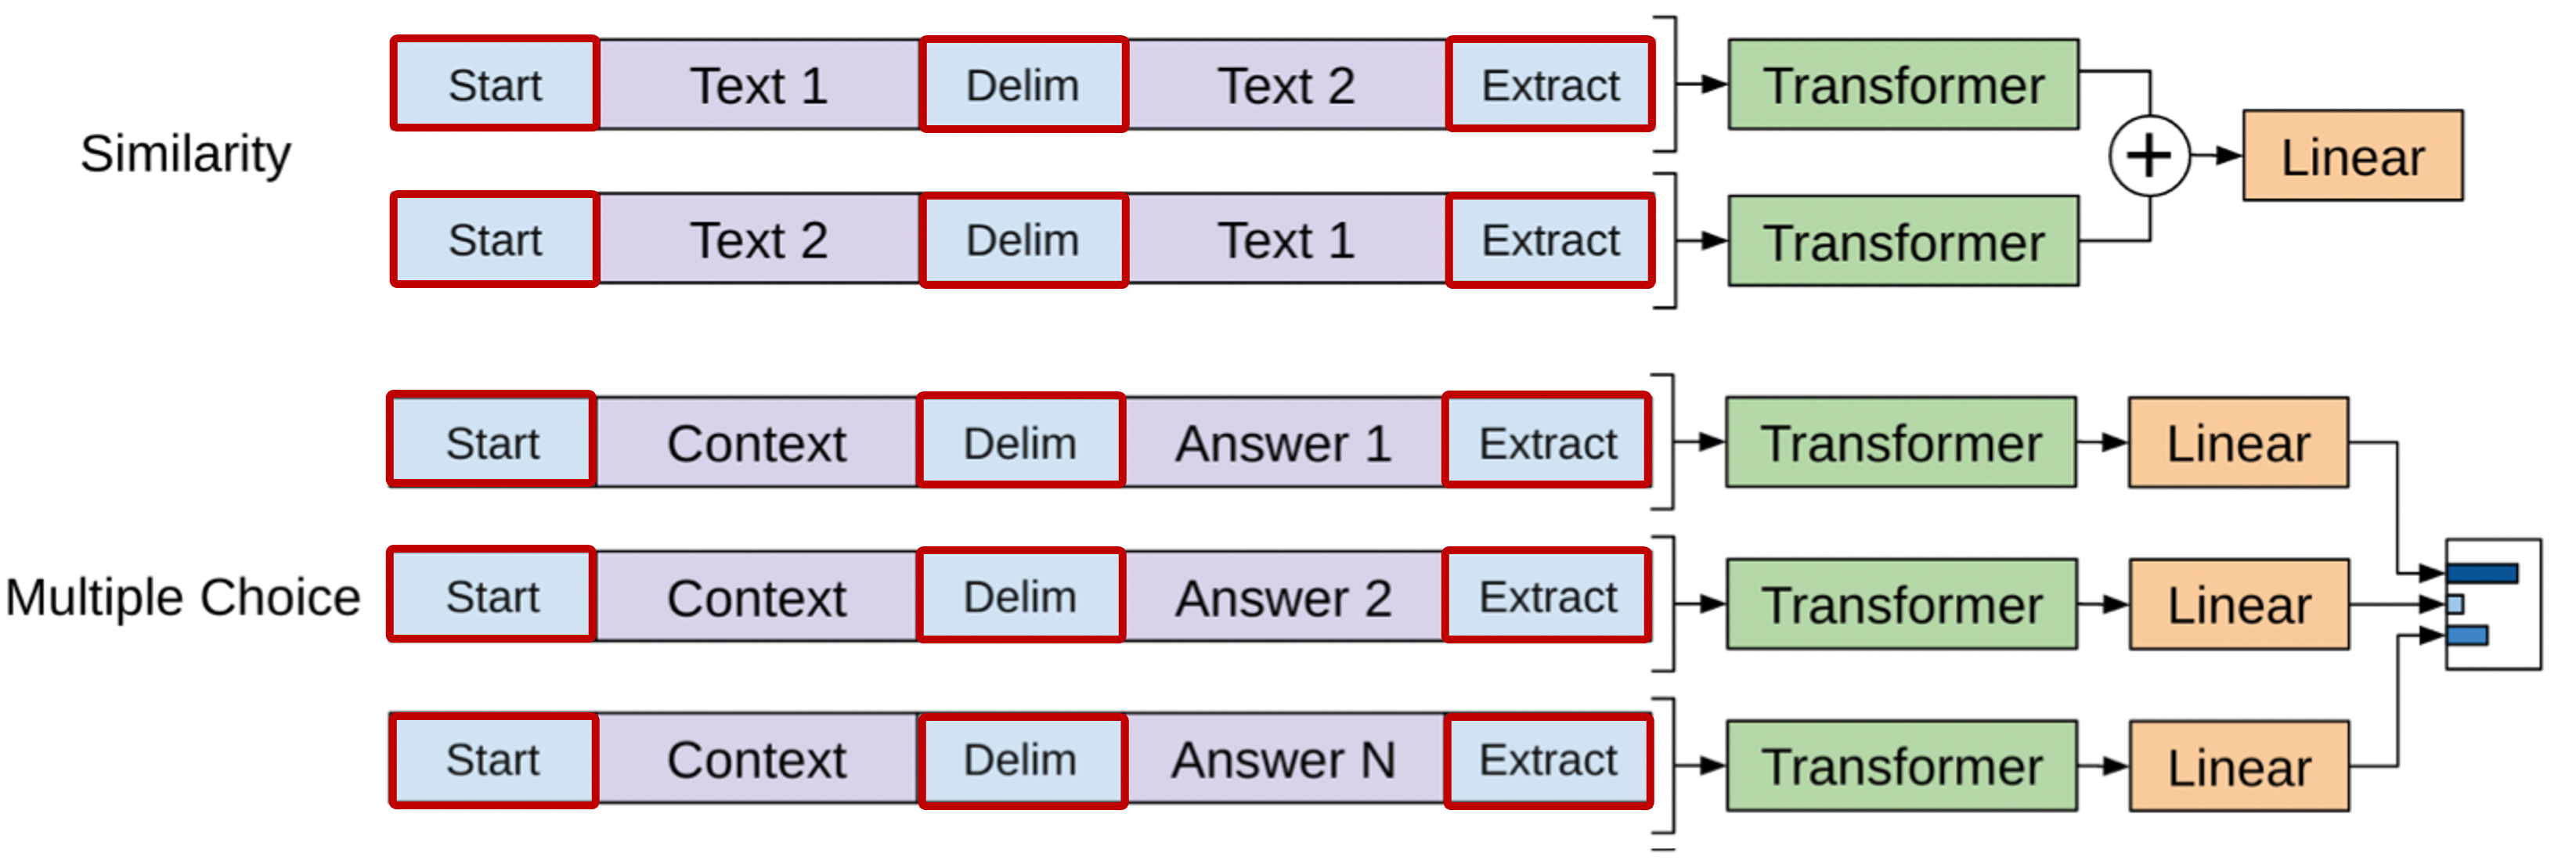 Start Text 1 Delim Text 2 Extract Transformer
Similarity
Linear
Start Text 2 Delim Text 1 Extract Transformer
Start Context Delim Answer 1 Extract Transformer Linear
Multiple Choice
Start Context Delim Answer 2 Extract Transformer Linear
Start Context Delim Answer N Extract Transformer Linear